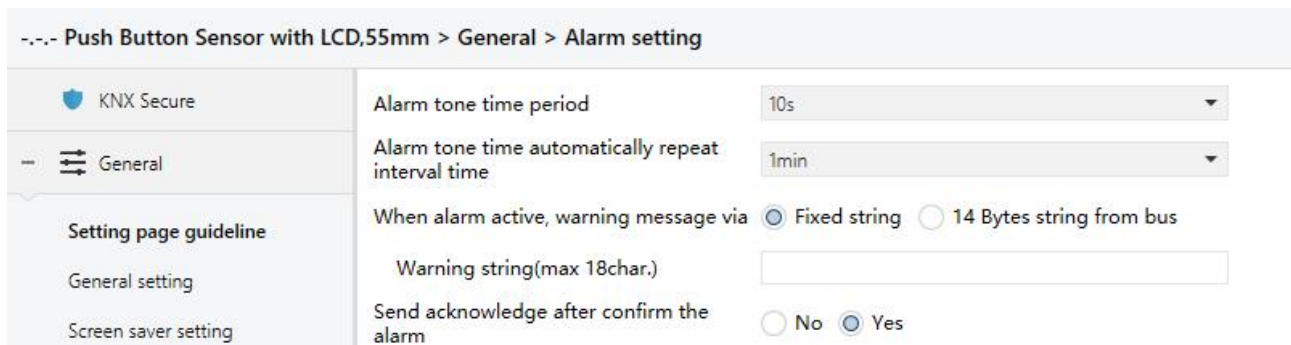 -.-.- Push Button Sensor with LCD,55mm > General > Alarm setting
KNX Secure
General
Setting page guideline
General setting
Screen saver setting
Alarm tone time period
10s
Alarm tone time automatically repeat
interval time
1min
When alarm active, warning message via
Fixed string
14 Bytes string from bus
Warning string(max 18char.)
Send acknowledge after confirm the
alarm
No
Yes